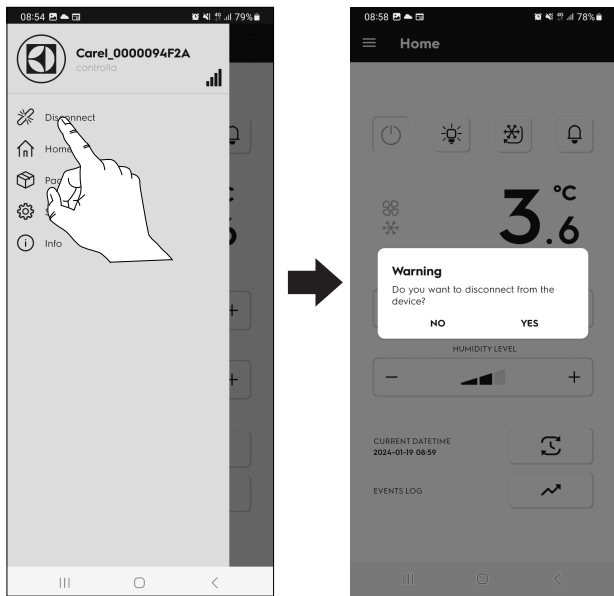 08:54
79%
Carel_0000094F2A
controlla
Disconnect
Home
Info
08:58
78%
Home
°C
3.6
Warning
Do you want to disconnect from the
device?
NO YES
HUMIDITY LEVEL
− +
CURRENT DATETIME
2024-01-19 08:59
EVENTS LOG